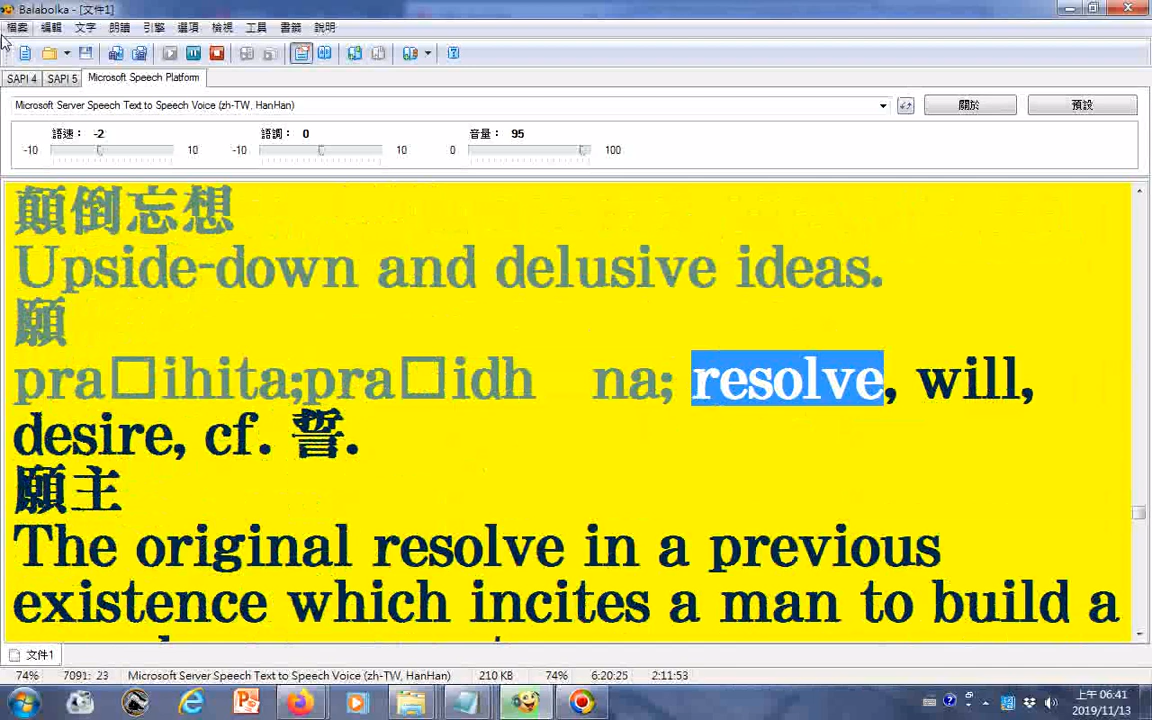 Balabolka - [文件1]
檔案 編輯 文字 朗讀 引擎 選項 檢視 工具 書籤 說明
SAPI 4 SAPI 5 Microsoft Speech Platform
Microsoft Server Speech Text to Speech Voice (zh-TW, HanHan) 關於 預設
語速： -2 語調： 0 音量： 95
-10 10 -10 10 0 100
顛倒忘想
Upside-down and delusive ideas.
願
pra□ihita;pra□idh na; resolve, will,
desire, cf. 誓.
願主
The original resolve in a previous
existence which incites a man to build a
文件1
74% 7091: 23 Microsoft Server Speech Text to Speech Voice (zh-TW, HanHan) 210 KB 74% 6:20:25 2:11:53
上午 06:41
2019/11/13